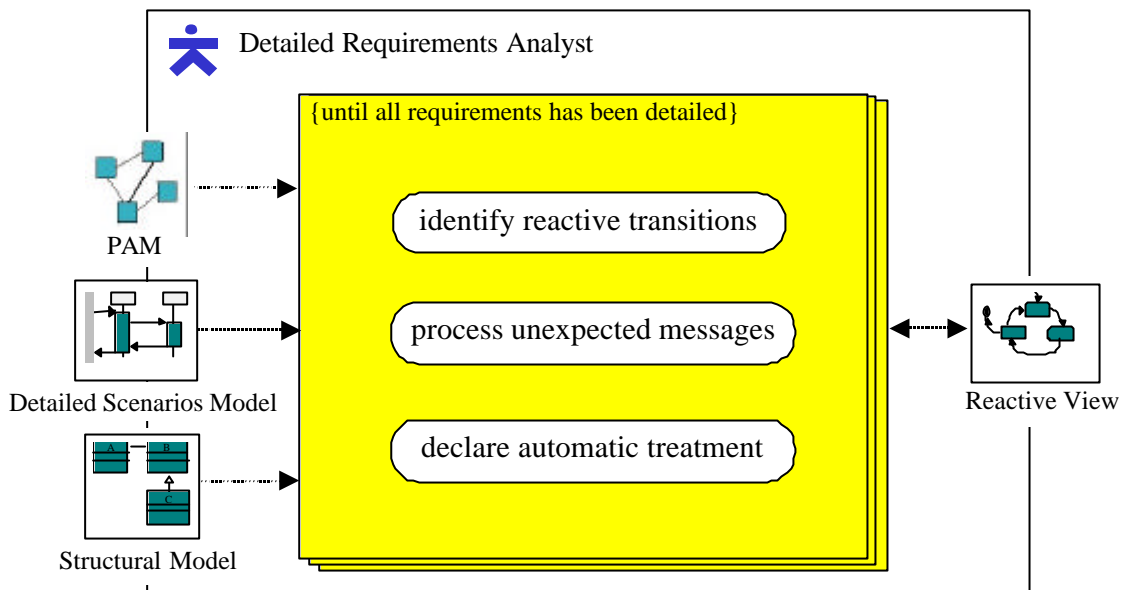 Detailed Requirements Analyst
{until all requirements has been detailed}
identify reactive transitions
PAM
process unexpected messages
Detailed Scenarios Model
Reactive View
A
B
declare automatic treatment
C
Structural Model